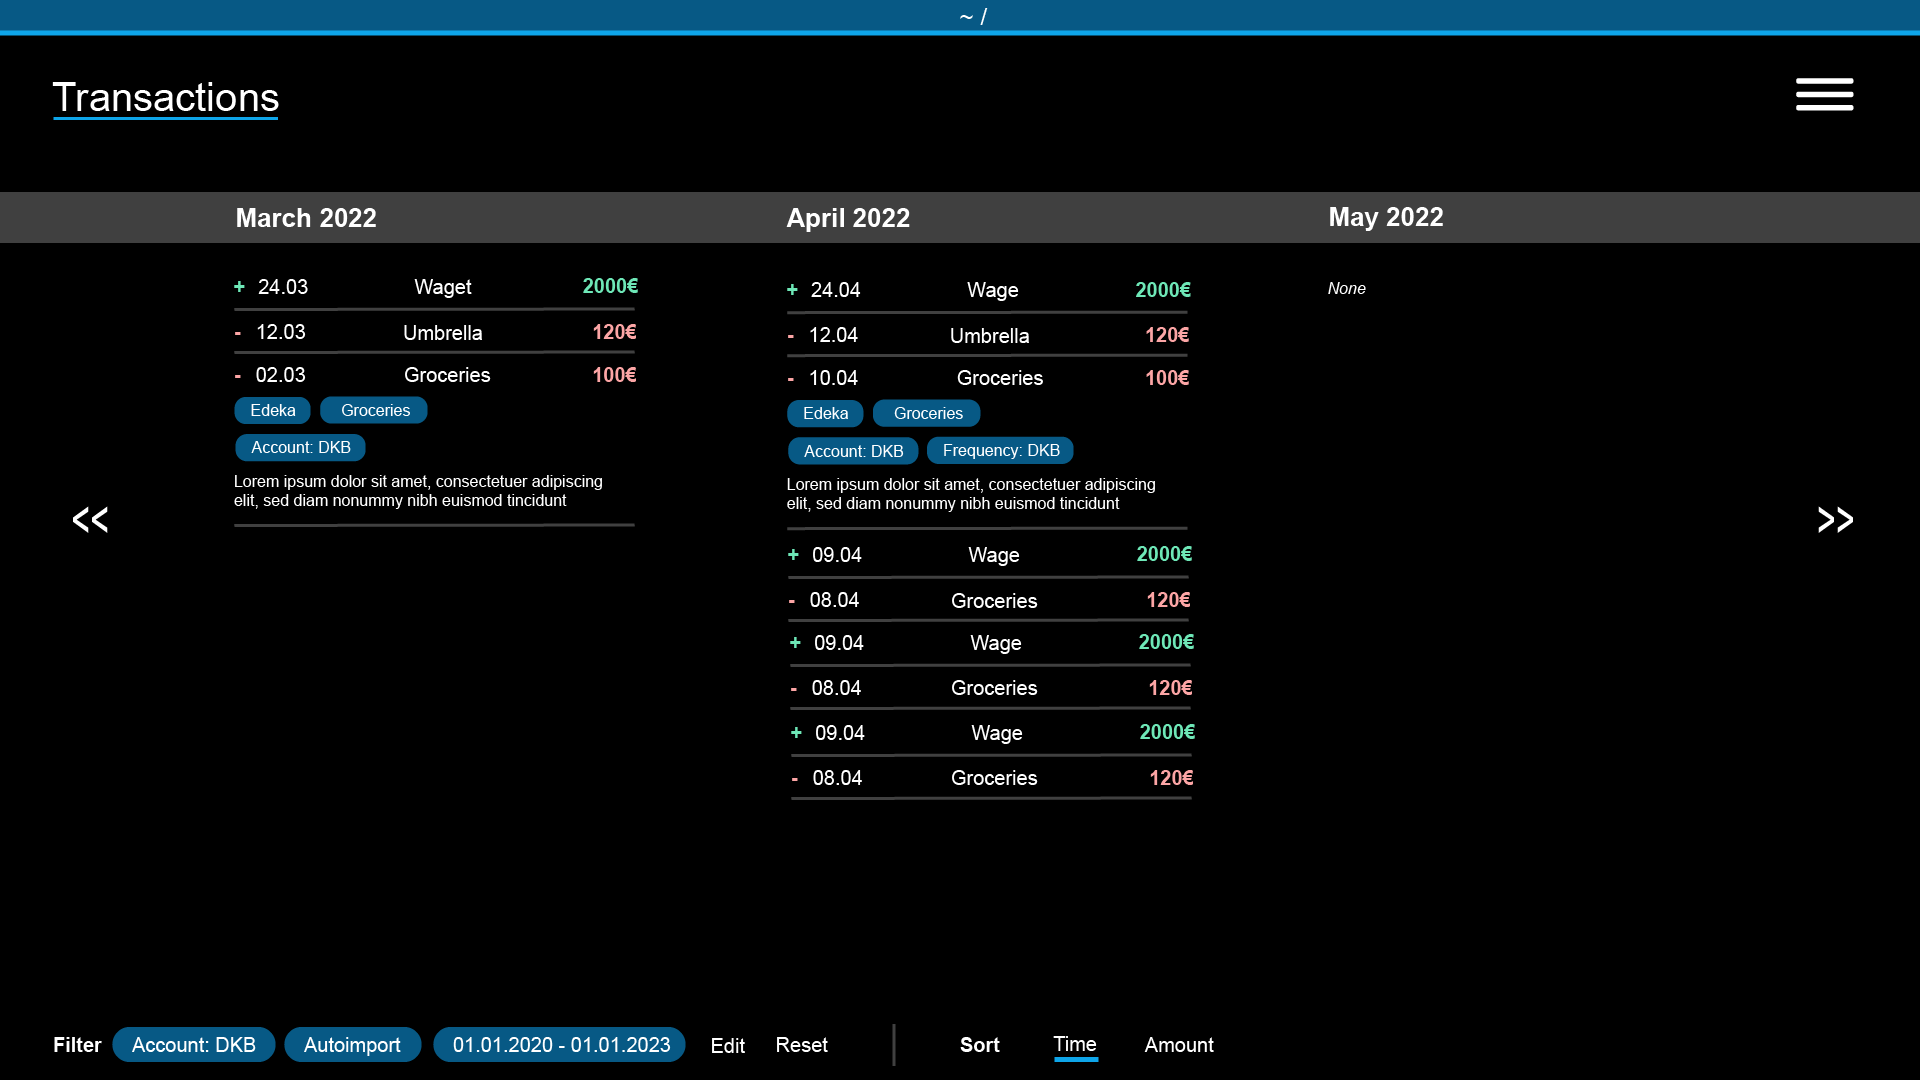 ~ /
Transactions
March 2022
+ 24.03 Waget 2000€
- 12.03 Umbrella 120€
- 02.03 Groceries 100€
Edeka Groceries
Account: DKB
Lorem ipsum dolor sit amet, consectetuer adipiscing
elit, sed diam nonummy nibh euismod tincidunt
April 2022
+ 24.04 Wage 2000€
- 12.04 Umbrella 120€
- 10.04 Groceries 100€
Edeka Groceries
Account: DKB Frequency: DKB
Lorem ipsum dolor sit amet, consectetuer adipiscing
elit, sed diam nonummy nibh euismod tincidunt
+ 09.04 Wage 2000€
- 08.04 Groceries 120€
+ 09.04 Wage 2000€
- 08.04 Groceries 120€
+ 09.04 Wage 2000€
- 08.04 Groceries 120€
May 2022
None
<< >>
Filter Account: DKB Autoimport 01.01.2020 - 01.01.2023 Edit Reset Sort Time Amount